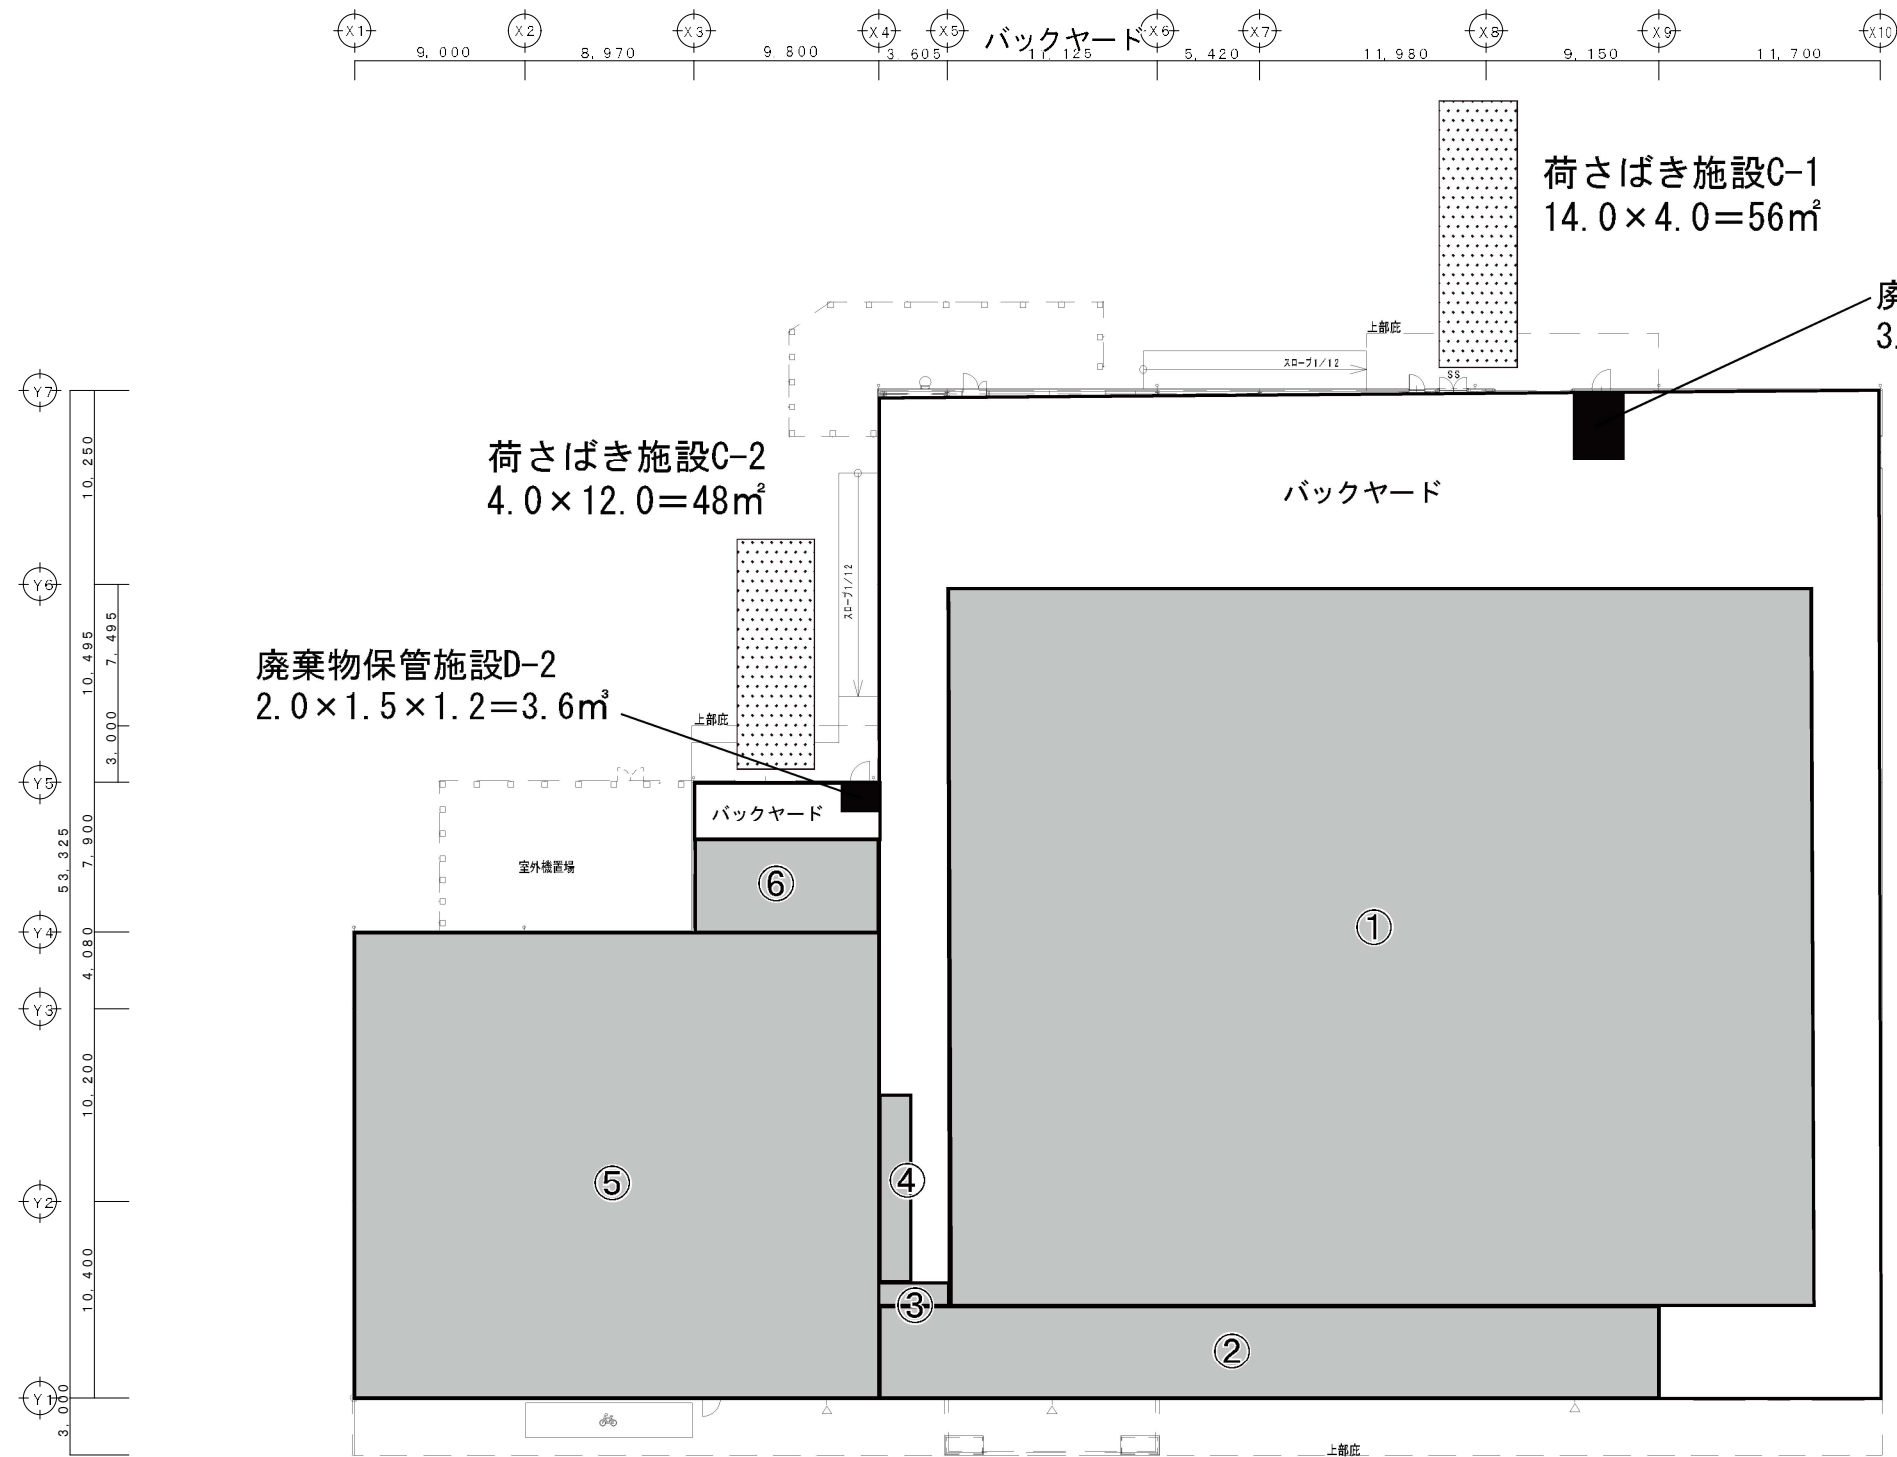 X1 X2 X3 X4 X5 バックヤード X6 X7 X8 X9 X10
9,000 8,970 9,800 3,605 11,125 5,420 11,980 9,150 11,700
荷さばき施設C-1
14.0×4.0=56㎡
3.
上部庇
スロープ1/12
SS
Y7
10,250
荷さばき施設C-2
4.0×12.0=48㎡
バックヤード
Y6
スロープ1/12
7,495
10,495
廃棄物保管施設D-2
2.0×1.5×1.2=3.6㎥
上部庇
3,000
Y5
バックヤード
53,325
7,900
室外機置場
⑥
①
Y4
4,080
Y3
10,200
⑤
④
Y2
10,400
③
②
Y1
3,000
上部庇